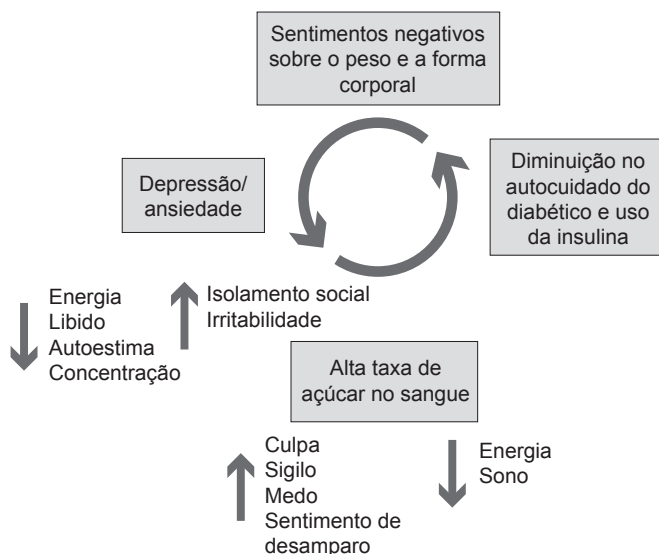 Sentimentos negativos
sobre o peso e a forma
corporal
Depressão/
ansiedade
Diminuição no
autocuidado do
diabético e uso
da insulina
Energia
Libido
Autoestima
Concentração
Isolamento social
Irritabilidade
Alta taxa de
açúcar no sangue
Culpa
Sigilo
Medo
Sentimento de
desamparo
Energia
Sono